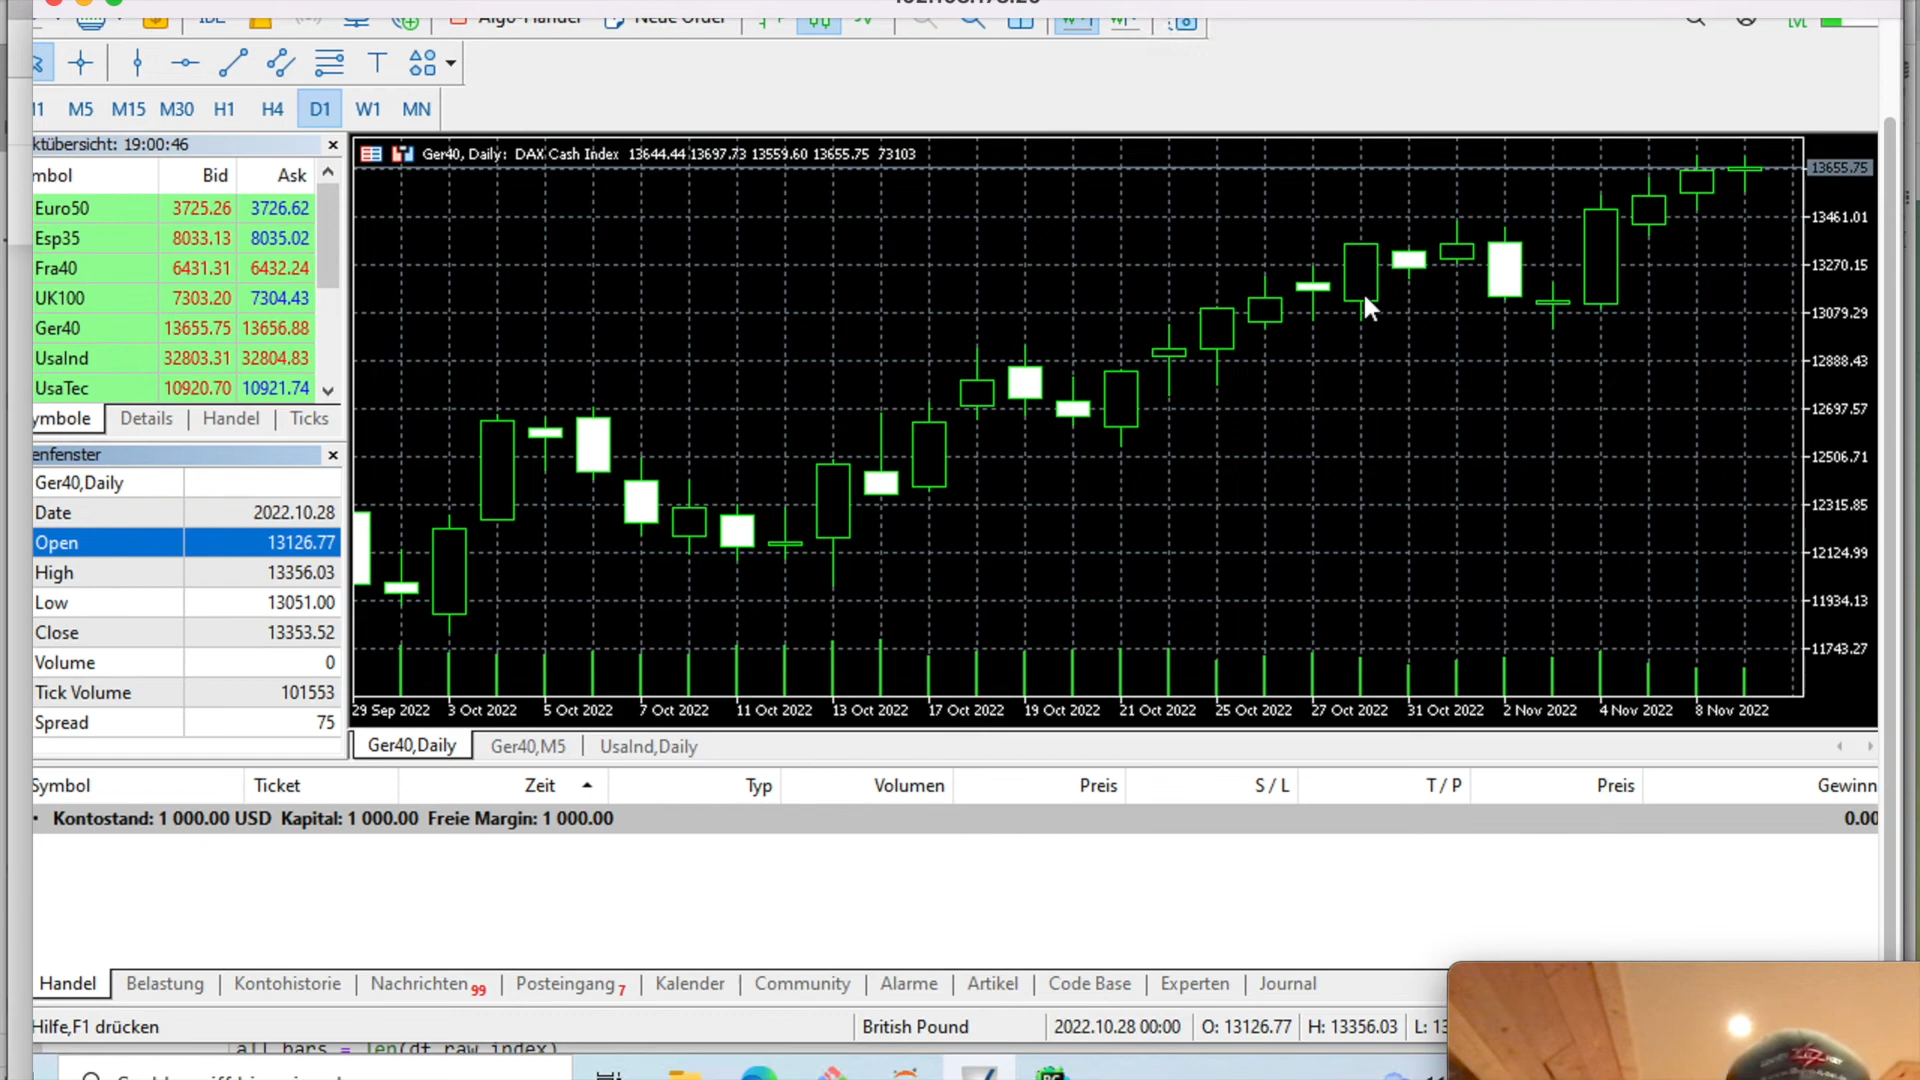 IDE Algo-Handel Neue Order LVL
T
M5 M15 M30 H1 H4 D1 W1 MN
ktübersicht: 19:00:46
mbol Bid Ask
Euro50 3725.26 3726.62
Esp35 8033.13 8035.02
Fra40 6431.31 6432.24
UK100 7303.20 7304.43
Ger40 13655.75 13656.88
UsaInd 32803.31 32804.83
UsaTec 10920.70 10921.74
ymbole Details Handel Ticks
enfenster
Ger40,Daily
Date 2022.10.28
Open 13126.77
High 13356.03
Low 13051.00
Close 13353.52
Volume 0
Tick Volume 101553
Spread 75
Ger40, Daily: DAX Cash Index 13644.44 13697.73 13559.60 13655.75 73103
13655.75
13461.01
13270.15
13079.29
12888.43
12697.57
12506.71
12315.85
12124.99
11934.13
11743.27
29 Sep 2022 3 Oct 2022 5 Oct 2022 7 Oct 2022 11 Oct 2022 13 Oct 2022 17 Oct 2022 19 Oct 2022 21 Oct 2022 25 Oct 2022 27 Oct 2022 31 Oct 2022 2 Nov 2022 4 Nov 2022 8 Nov 2022
Ger40,Daily Ger40,M5 UsaInd,Daily
Symbol Ticket Zeit Typ Volumen Preis S / L T / P Preis Gewinn
Kontostand: 1 000.00 USD Kapital: 1 000.00 Freie Margin: 1 000.00 0.00
Handel Belastung Kontohistorie Nachrichten 99 Posteingang 7 Kalender Community Alarme Artikel Code Base Experten Journal
Hilfe,F1 drücken British Pound 2022.10.28 00:00 O: 13126.77 H: 13356.03 L: 13
all_bars = len(df_raw.index)